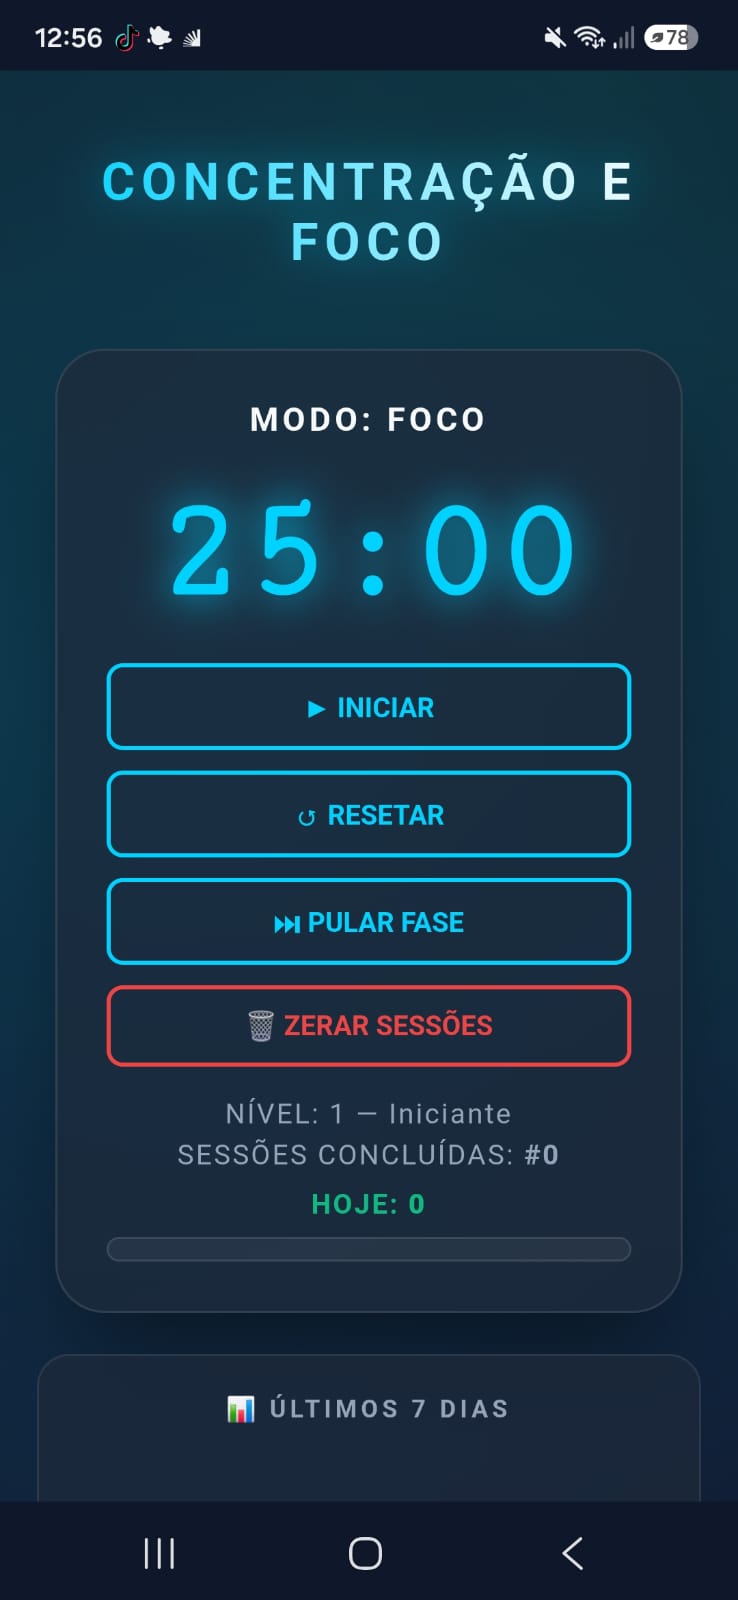 12:56
78
CONCENTRAÇÃO E
FOCO
MODO: FOCO
25:00
▶ INICIAR
↺ RESETAR
⏭ PULAR FASE
🗑️ ZERAR SESSÕES
NÍVEL: 1 — Iniciante
SESSÕES CONCLUÍDAS: #0
HOJE: 0
📊 ÚLTIMOS 7 DIAS